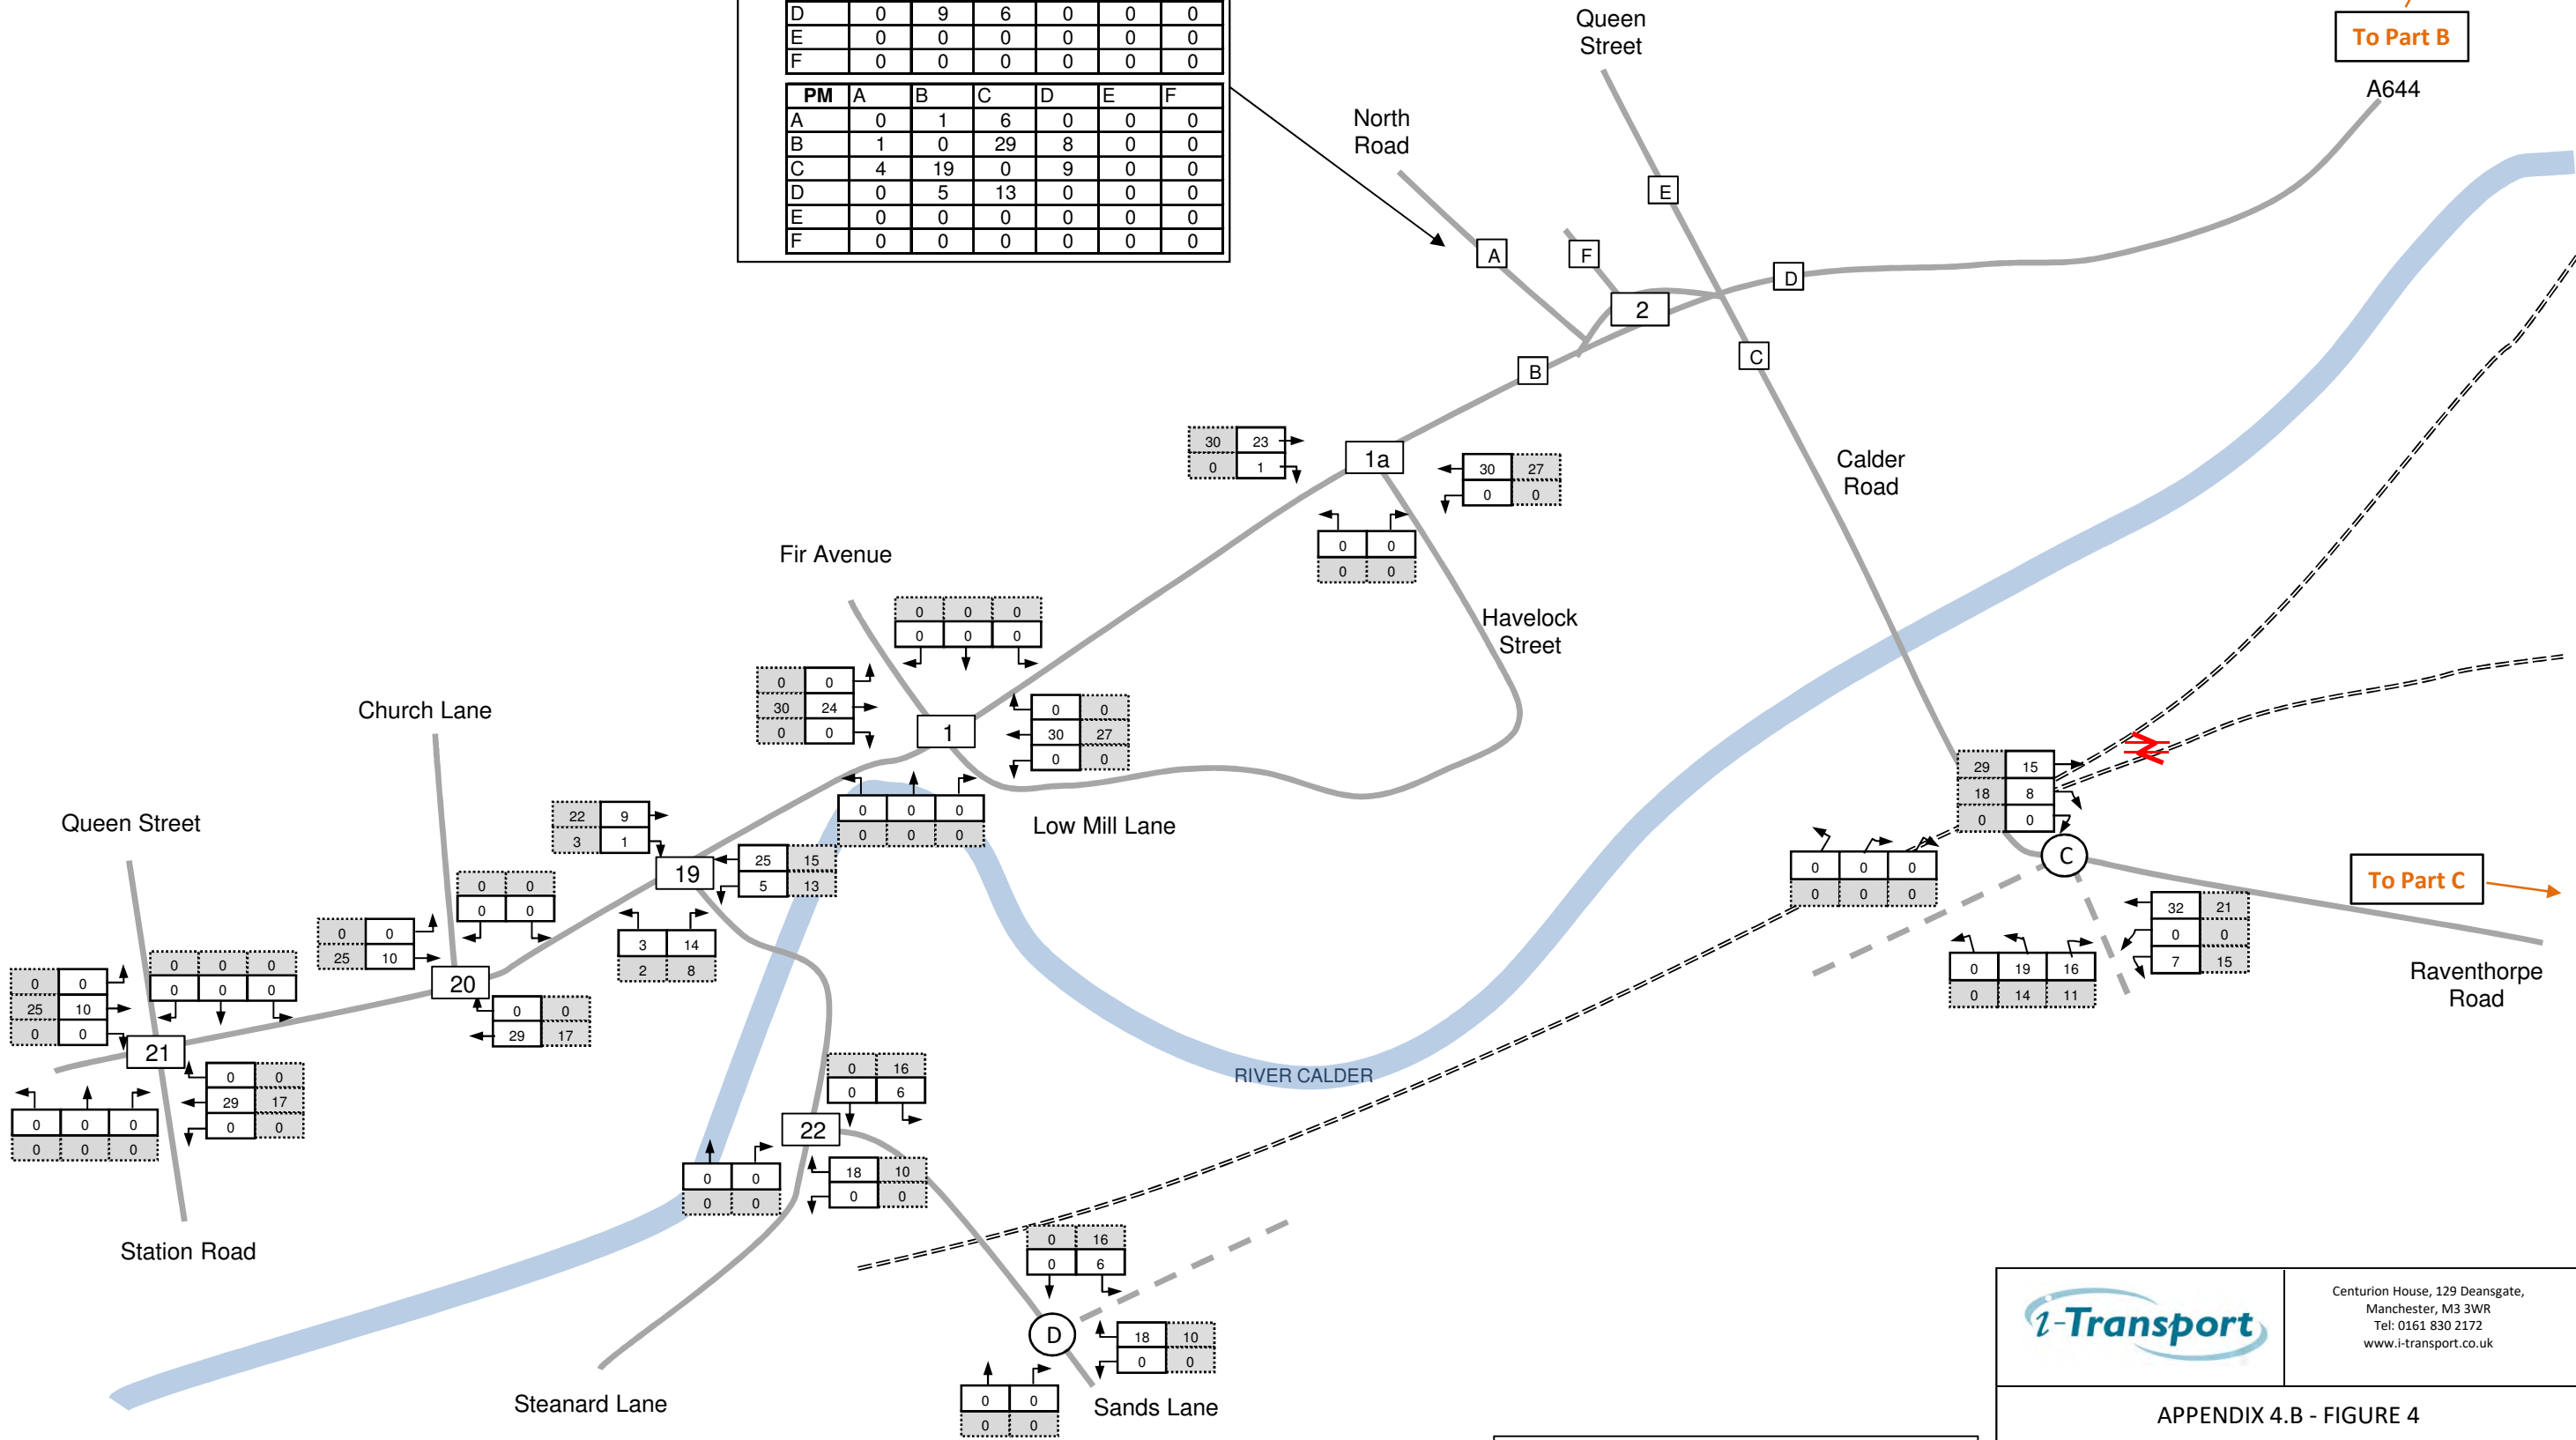 D 0 9 6 0 0 0
E 0 0 0 0 0 0
F 0 0 0 0 0 0
PM A B C D E F
A 0 1 6 0 0 0
B 1 0 29 8 0 0
C 4 19 0 9 0 0
D 0 5 13 0 0 0
E 0 0 0 0 0 0
F 0 0 0 0 0 0
Queen
Street
To Part B
A644
North
Road
E
A
F
D
2
C
B
30 23
0 1
1a
30 27
0 0
0 0
0 0
Calder
Road
Havelock
Street
Fir Avenue
0 0 0
0 0 0
0 0
30 24
0 0
1
0 0
30 27
0 0
0 0 0
0 0 0
Low Mill Lane
Church Lane
Queen Street
22 9
3 1
19
25 15
5 13
3 14
2 8
0 0
0 0
0 0
25 10
20
0 0
29 17
0 0 0
0 0 0
0 0
25 10
0 0
21
0 0
29 17
0 0
0 0 0
0 0 0
Station Road
0 16
0 6
22
0 0
0 0
18 10
0 0
RIVER CALDER
29 15
18 8
0 0
0 0 0
0 0 0
C
To Part C
32 21
0 0
7 15
0 19 16
0 14 11
Raventhorpe
Road
0 16
0 6
D
18 10
0 0
0 0
0 0
Steanard Lane
Sands Lane
i-Transport
Centurion House, 129 Deansgate,
Manchester, M3 3WR
Tel: 0161 830 2172
www.i-transport.co.uk
APPENDIX 4.B - FIGURE 4